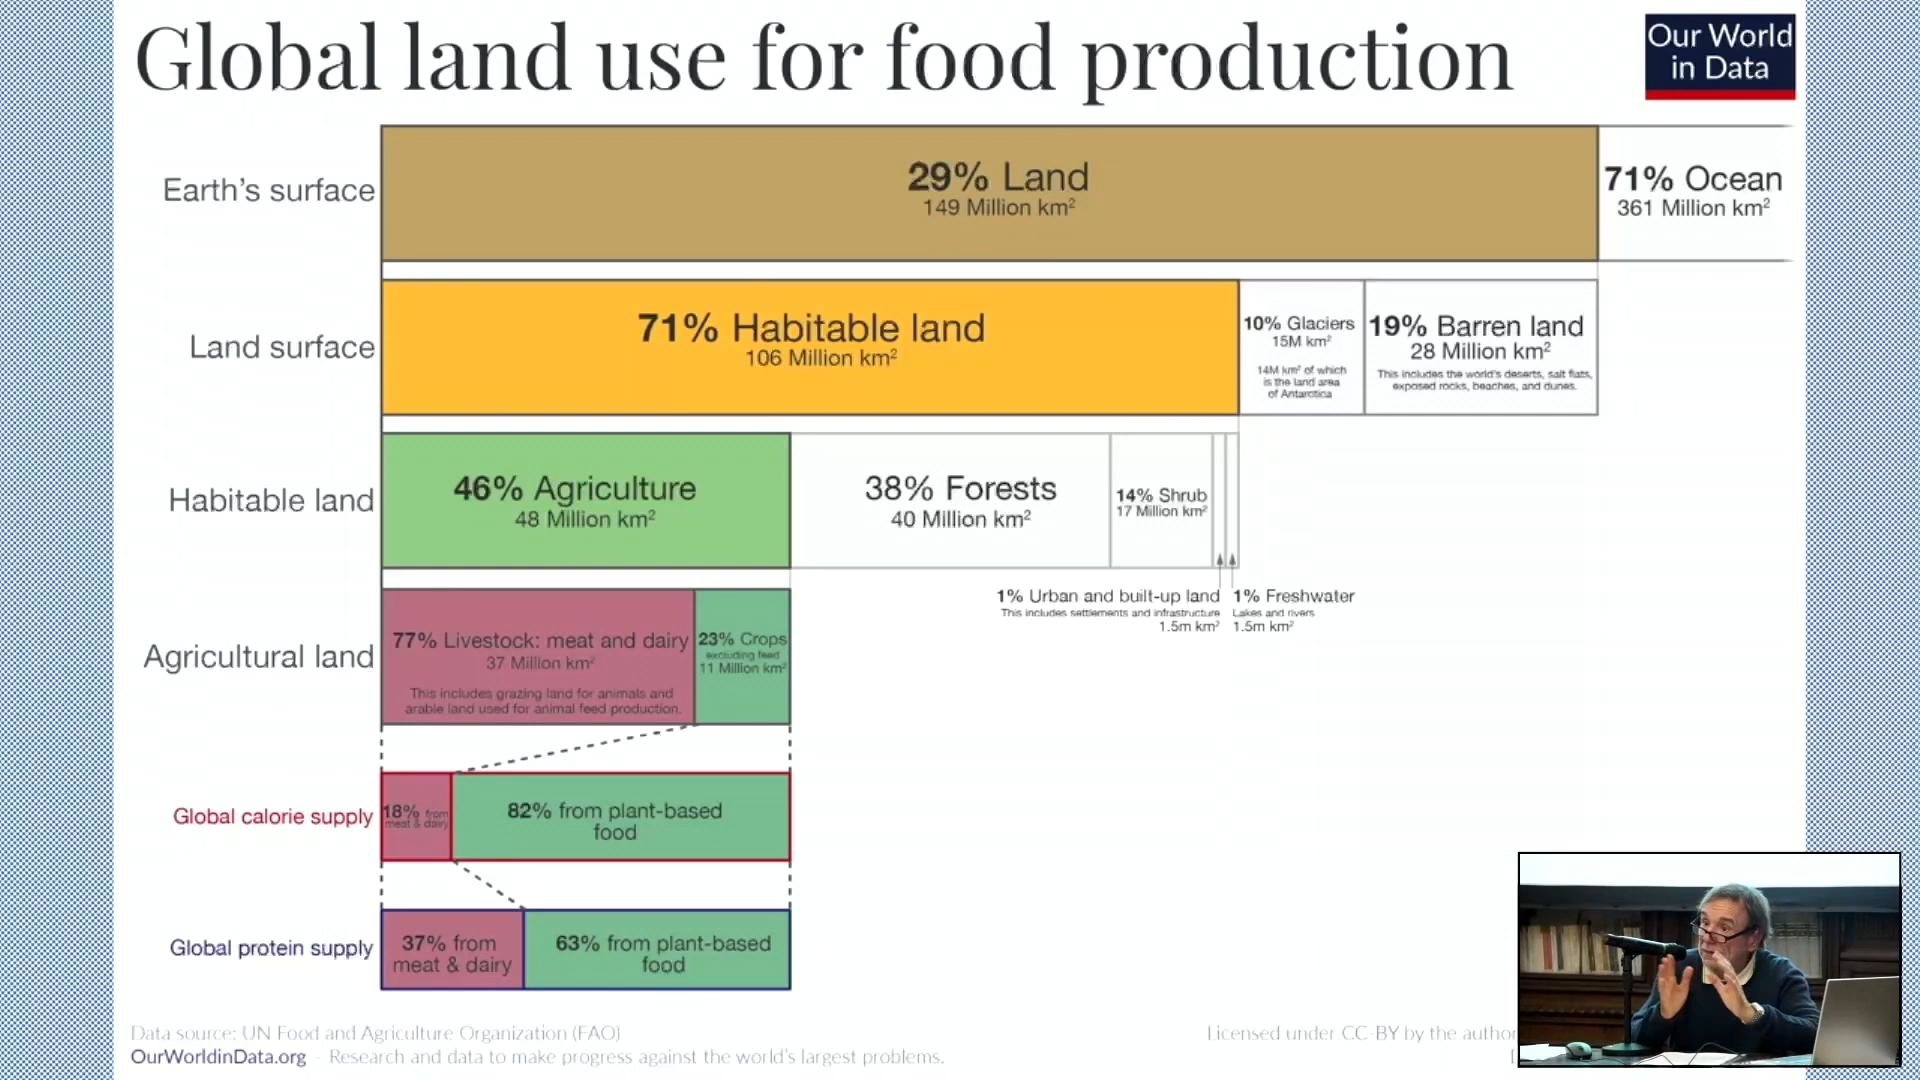 Global land use for food production
Our World
in Data
Earth's surface
29% Land
149 Million km²
71% Ocean
361 Million km²
Land surface
71% Habitable land
106 Million km²
10% Glaciers
15M km²
14M km² of which
is the land area
of Antarctica
19% Barren land
28 Million km²
This includes the world's deserts, salt flats,
exposed rocks, beaches, and dunes.
Habitable land
46% Agriculture
48 Million km²
38% Forests
40 Million km²
14% Shrub
17 Million km²
1% Urban and built-up land
This includes settlements and infrastructure
1.5m km²
1% Freshwater
Lakes and rivers
1.5m km²
Agricultural land
77% Livestock: meat and dairy
37 Million km²
This includes grazing land for animals and
arable land used for animal feed production.
23% Crops
excluding feed
11 Million km²
Global calorie supply
18% from
meat & dairy
82% from plant-based
food
Global protein supply
37% from
meat & dairy
63% from plant-based
food
Data source: UN Food and Agriculture Organization (FAO)
OurWorldinData.org - Research and data to make progress against the world's largest problems.
Licensed under CC-BY by the author